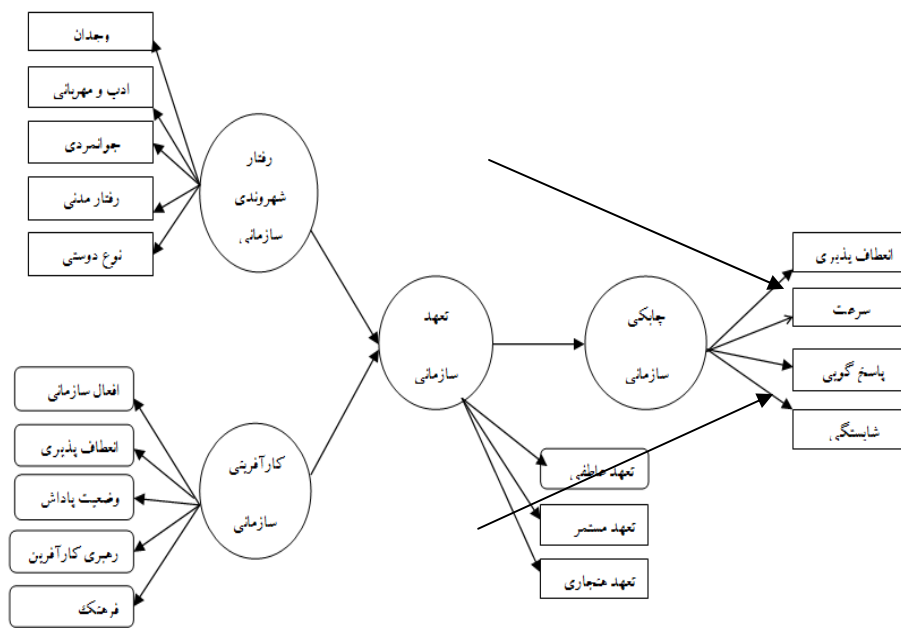 وجدان
ادب و مهربانی
جوانمردی
رفتار مدنی
نوع دوستی
رفتار
شهروندی
سازمانی
افعال سازمانی
انعطاف پذیری
وضعیت پاداش
رهبری کارآفرین
فرهنگ
کارآفرینی
سازمانی
تعهد
سازمانی
تعهد عاطفی
تعهد مستمر
تعهد هنجاری
چابکی
سازمانی
انعطاف پذیری
سرعت
پاسخ گویی
شایستگی